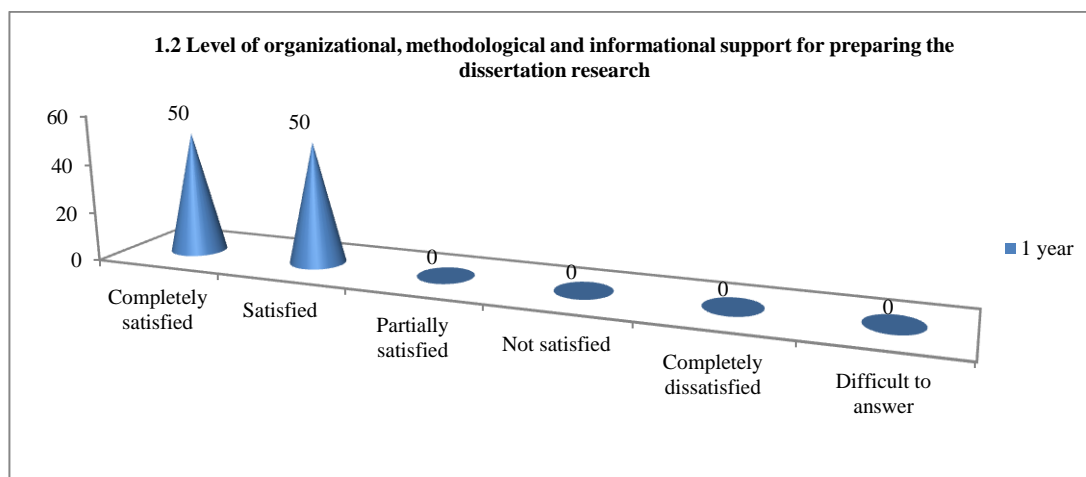 1.2 Level of organizational, methodological and informational support for preparing the
dissertation research
60
40
20
0
50
50
0
0
0
0
Completely
satisfied
Satisfied
Partially
satisfied
Not satisfied
Completely
dissatisfied
Difficult to
answer
1 year